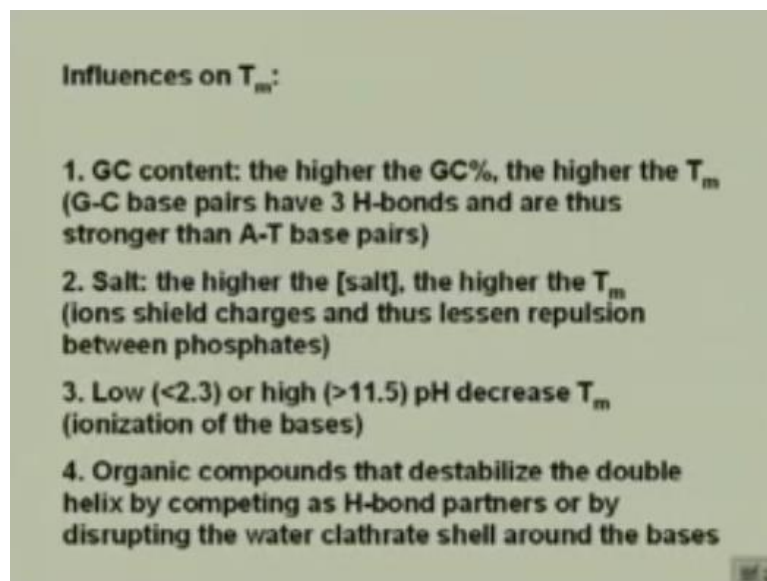 Influences on Tm:
1. GC content: the higher the GC%, the higher the Tm
(G-C base pairs have 3 H-bonds and are thus
stronger than A-T base pairs)
2. Salt: the higher the [salt], the higher the Tm
(ions shield charges and thus lessen repulsion
between phosphates)
3. Low (<2.3) or high (>11.5) pH decrease Tm
(ionization of the bases)
4. Organic compounds that destabilize the double
helix by competing as H-bond partners or by
disrupting the water clathrate shell around the bases